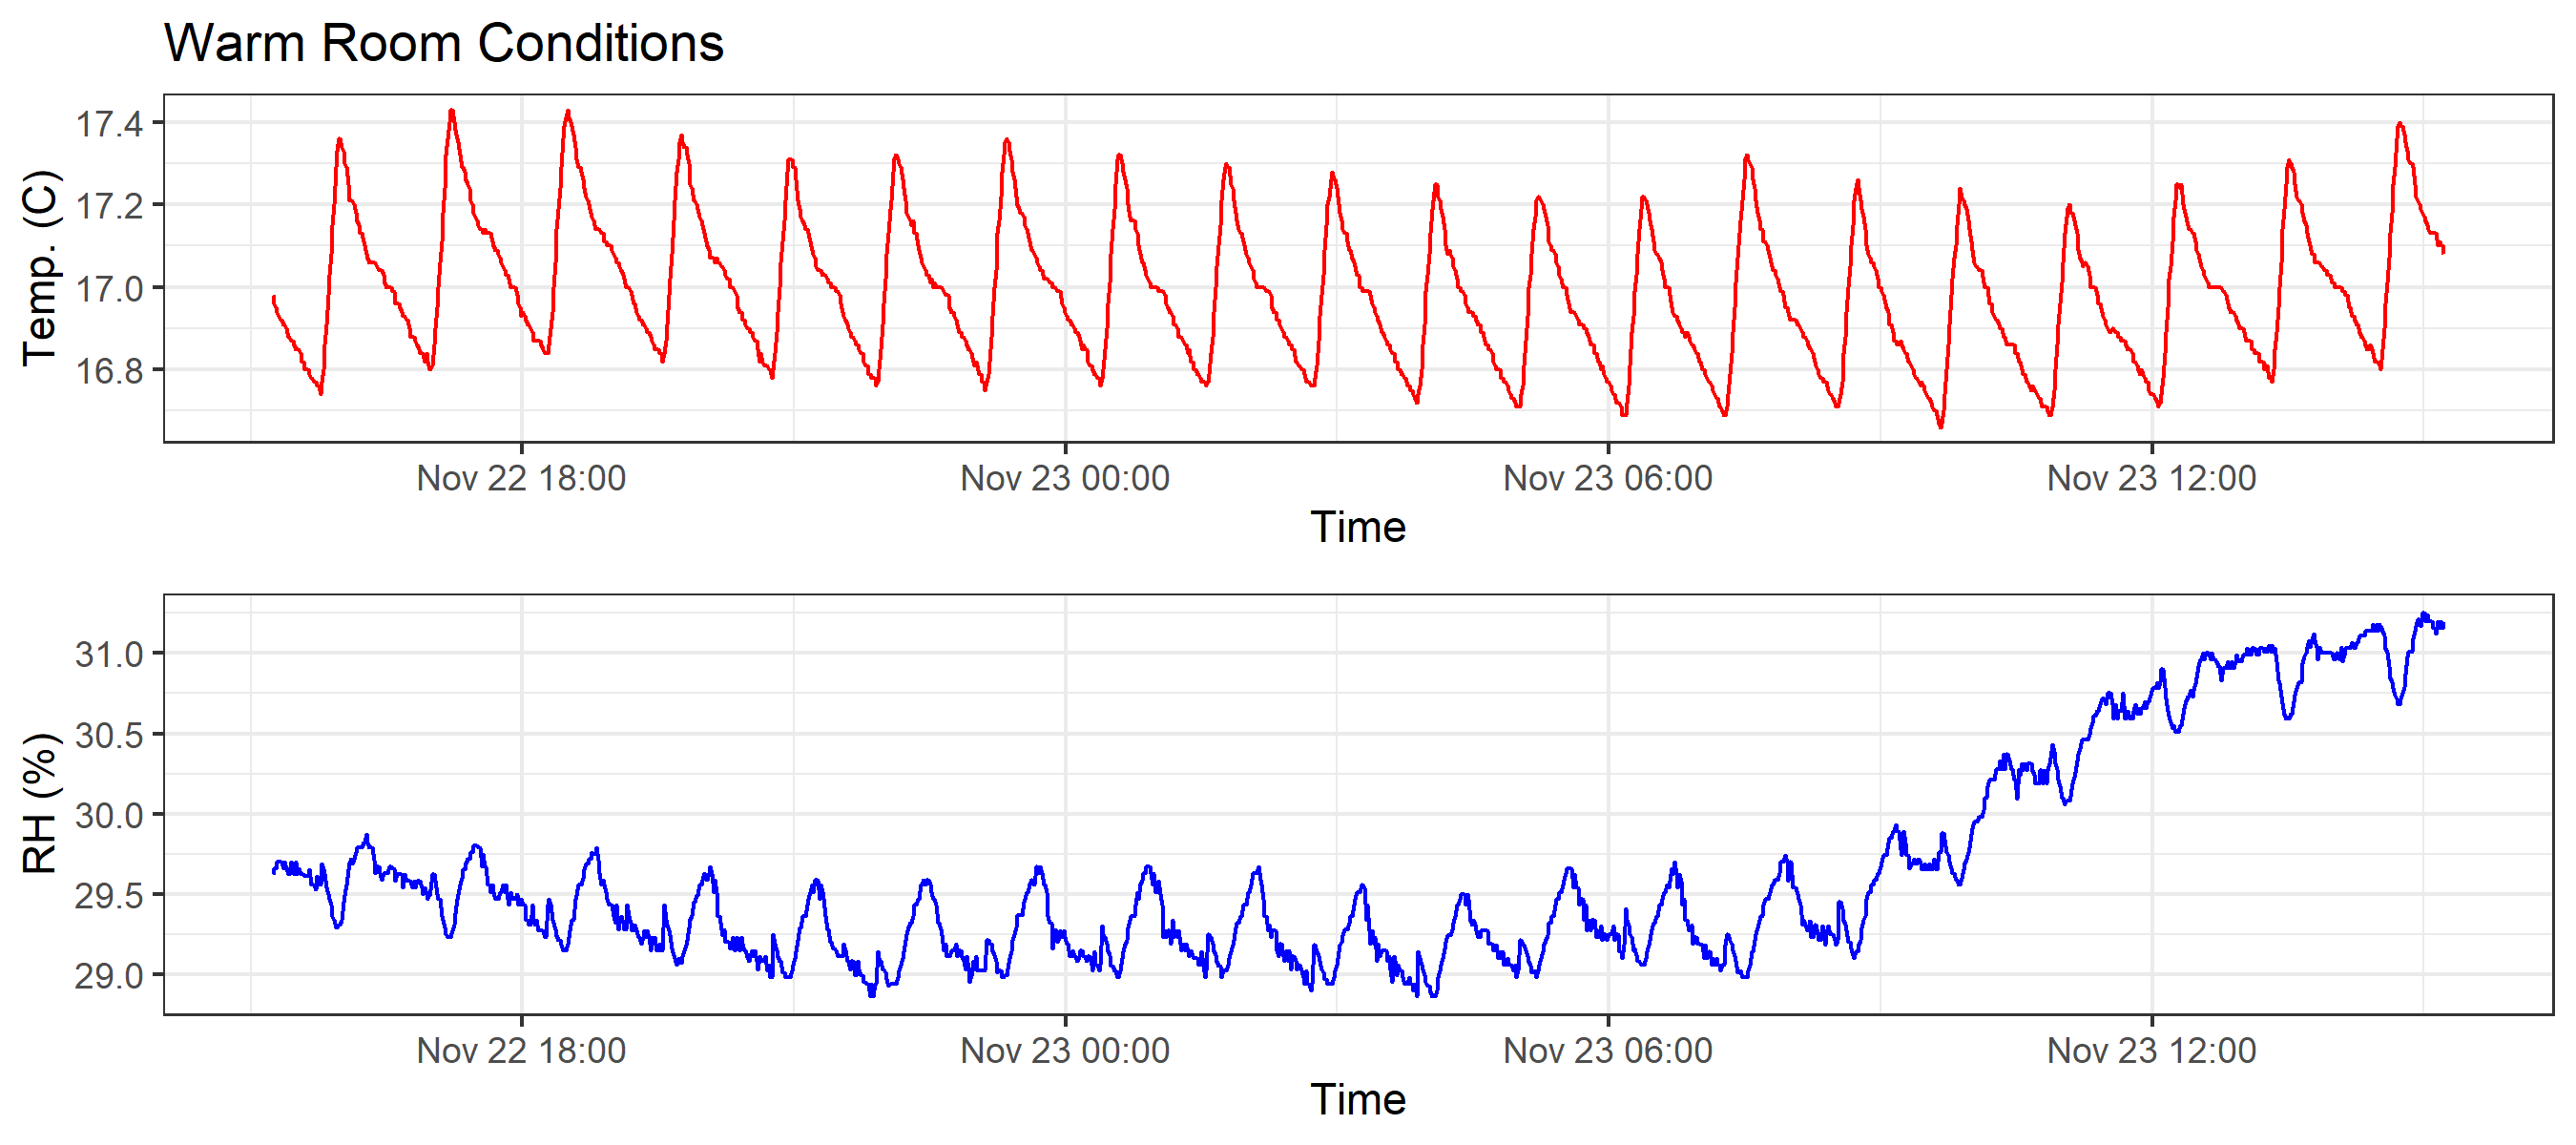 Warm Room Conditions
17.4
17.2
17.0
16.8
Temp. (C)
Nov 22 18:00 Nov 23 00:00 Nov 23 06:00 Nov 23 12:00
Time
31.0
30.5
30.0
29.5
29.0
RH (%)
Nov 22 18:00 Nov 23 00:00 Nov 23 06:00 Nov 23 12:00
Time